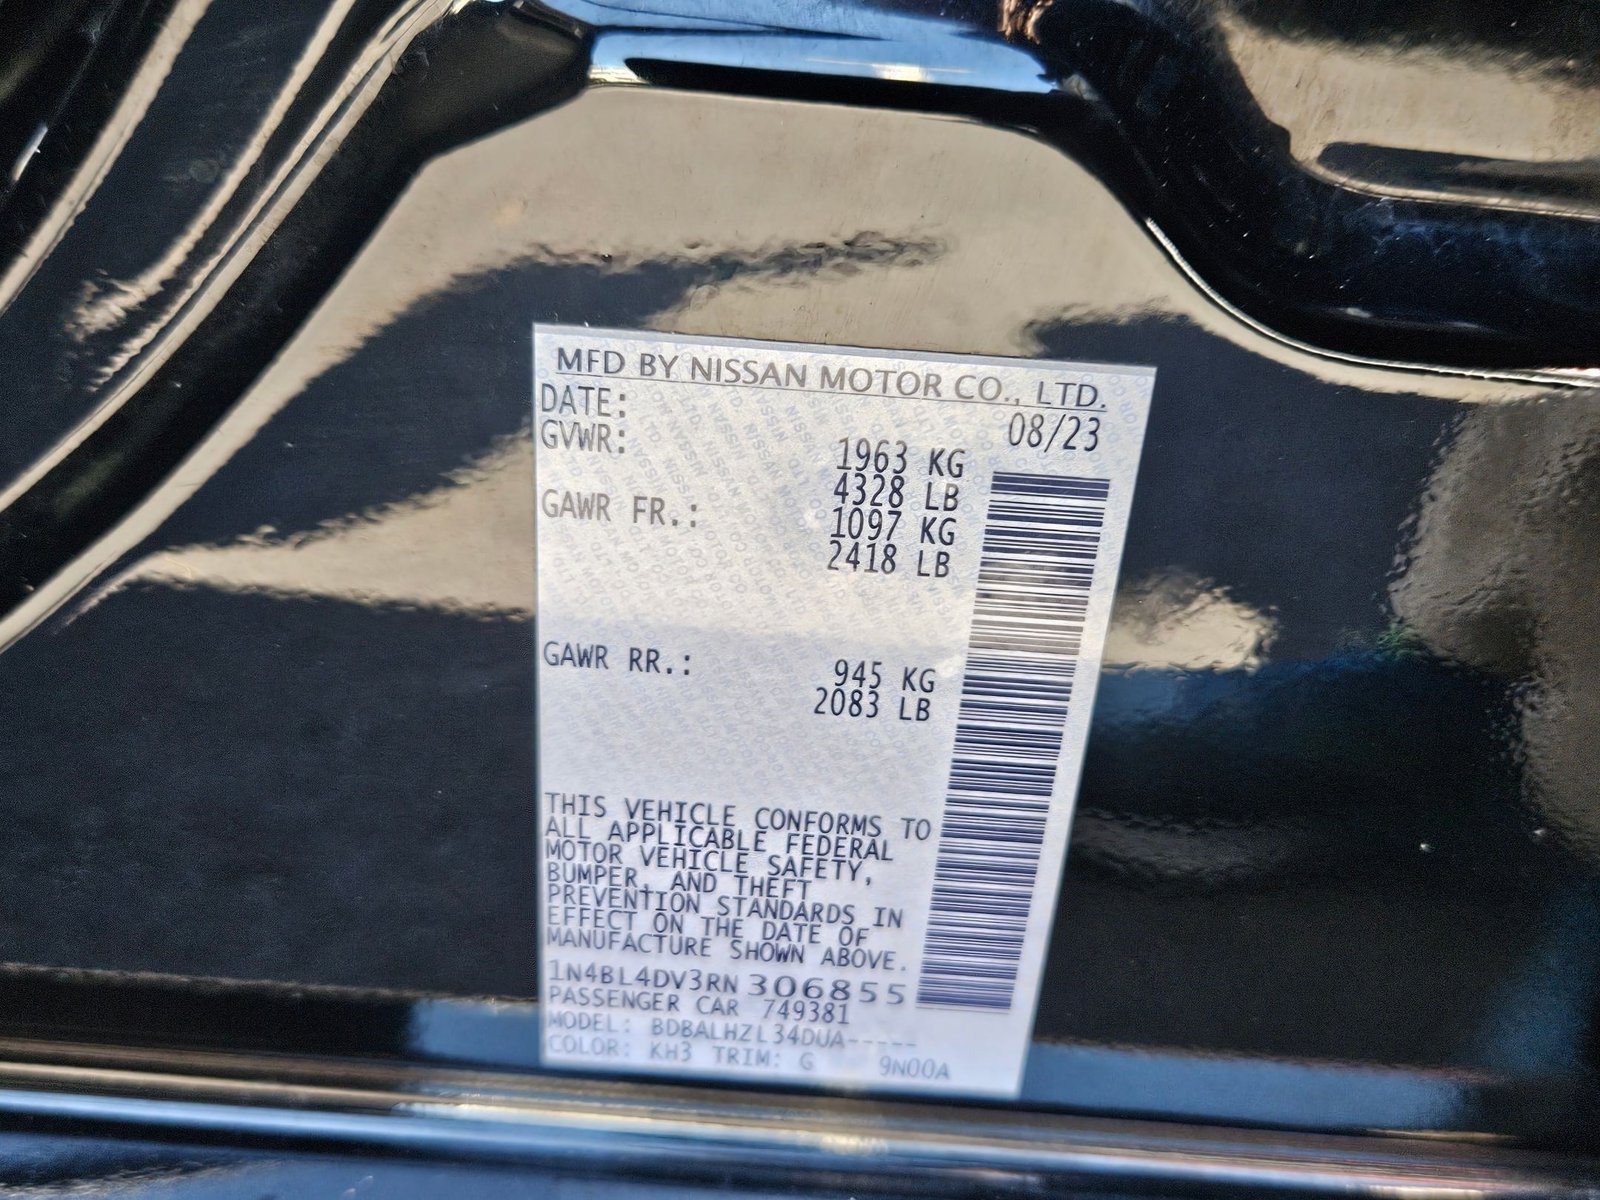 MFD BY NISSAN MOTOR CO., LTD.
DATE: 08/23
GVWR: 1963 KG
4328 LB
GAWR FR.: 1097 KG
2418 LB
GAWR RR.: 945 KG
2083 LB
THIS VEHICLE CONFORMS TO
ALL APPLICABLE FEDERAL
MOTOR VEHICLE SAFETY,
BUMPER, AND THEFT
PREVENTION STANDARDS IN
EFFECT ON THE DATE OF
MANUFACTURE SHOWN ABOVE.
1N4BL4DV3RN306855
PASSENGER CAR 749381
MODEL: BDBALHZL34DUA-----
COLOR: KH3 TRIM: G 9N00A